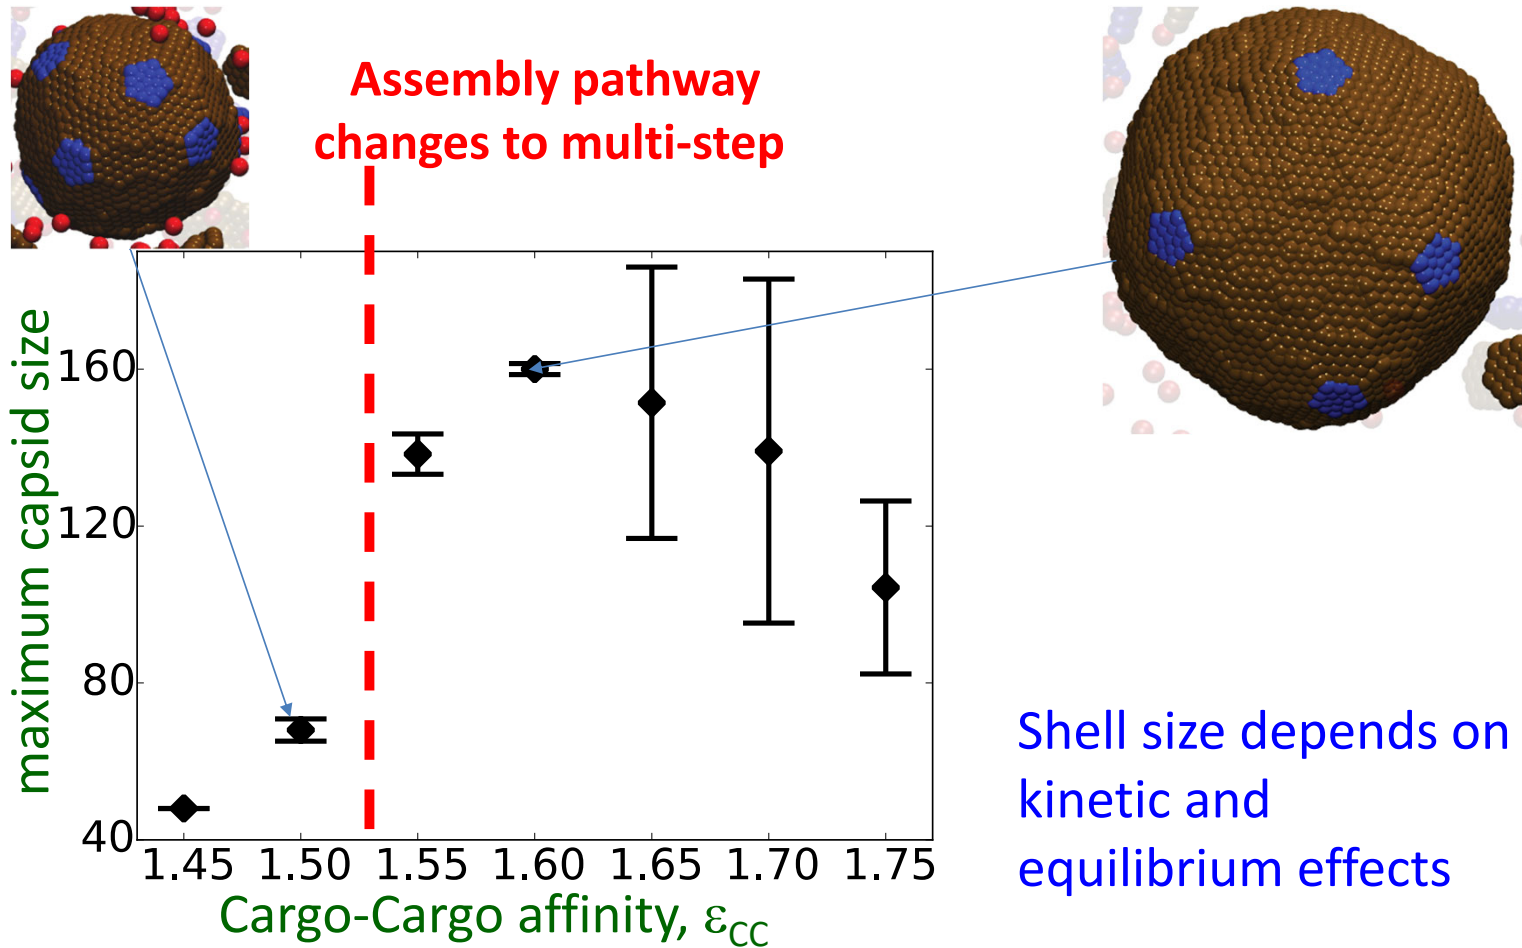 Assembly pathway
changes to multi-step
maximum capsid size
160
120
80
40
1.45 1.50 1.55 1.60 1.65 1.70 1.75
Cargo-Cargo affinity, εCC
Shell size depends on
kinetic and
equilibrium effects